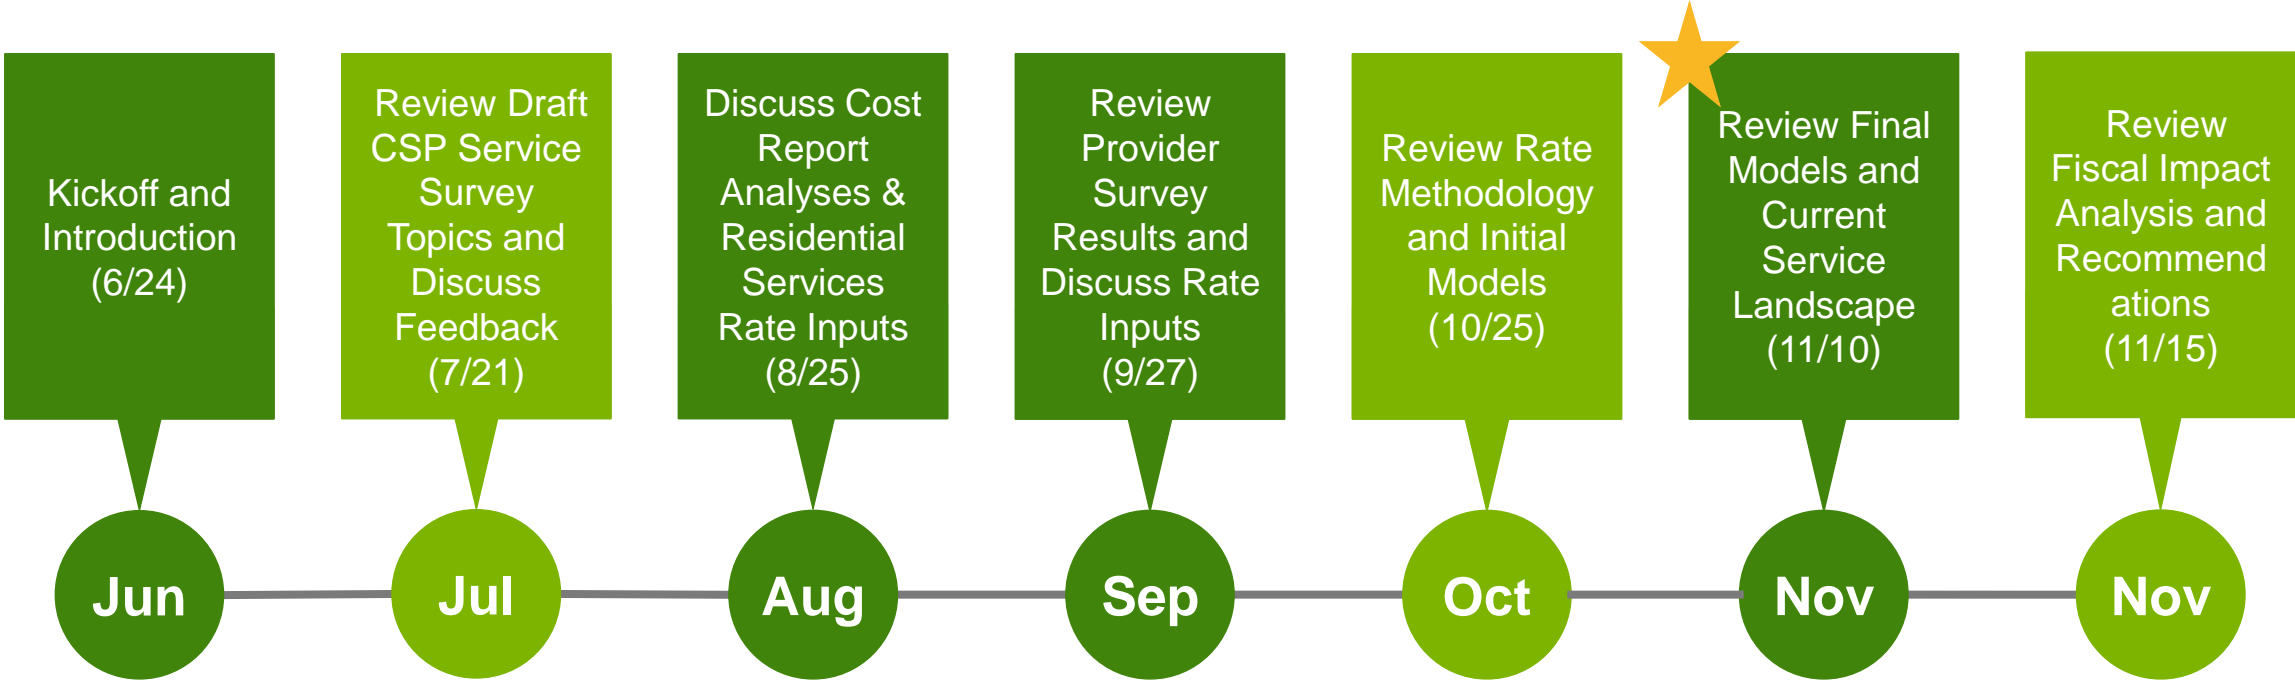 Kickoff and
Introduction
(6/24)
Review Draft
CSP Service
Survey
Topics and
Discuss
Feedback
(7/21)
Discuss Cost
Report
Analyses &
Residential
Services
Rate Inputs
(8/25)
Review
Provider
Survey
Results and
Discuss Rate
Inputs
(9/27)
Review Rate
Methodology
and Initial
Models
(10/25)
Review Final
Models and
Current
Service
Landscape
(11/10)
Review
Fiscal Impact
Analysis and
Recommend
ations
(11/15)
Jun
Jul
Aug
Sep
Oct
Nov
Nov